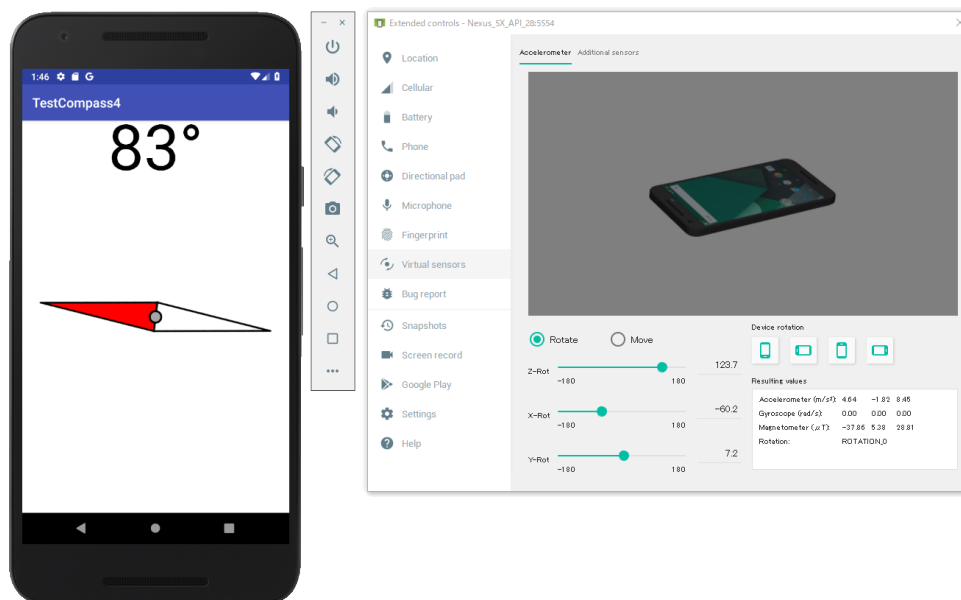 1:46 G
TestCompass4
83°
Extended controls - Nexus_5X_API_28:5554
Location
Cellular
Battery
Phone
Directional pad
Microphone
Fingerprint
Virtual sensors
Bug report
Snapshots
Screen record
Google Play
Settings
Help
Accelerometer Additional sensors
Rotate Move
Z-Rot 123.7
-180 180
X-Rot -60.2
-180 180
Y-Rot 7.2
-180 180
Device rotation
Resulting values
Accelerometer (m/s²): 4.64 -1.82 8.45
Gyroscope (rad/s): 0.00 0.00 0.00
Magnetometer (μT): -37.86 5.38 28.81
Rotation: ROTATION_0